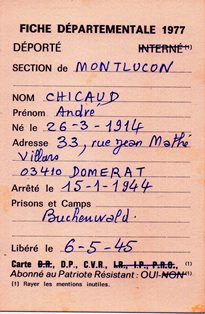 FICHE DÉPARTEMENTALE 1977
DÉPORTÉ INTERNÉ (1)
SECTION de MONTLUCON
NOM CHICAUD
Prénom André
Né le 26-3-1914
Adresse 33, rue Jean Mathé
Villars
03410 DOMERAT
Arrêté le 15-1-1944
Prisons et Camps
Buchenwald.
Libéré le 6-5-45
Carte D.R., D.P., C.V.R., I.R., I.P., P.R.O., (1)
Abonné au Patriote Résistant : OUI-NON (1)
(1) Rayer les mentions inutiles.